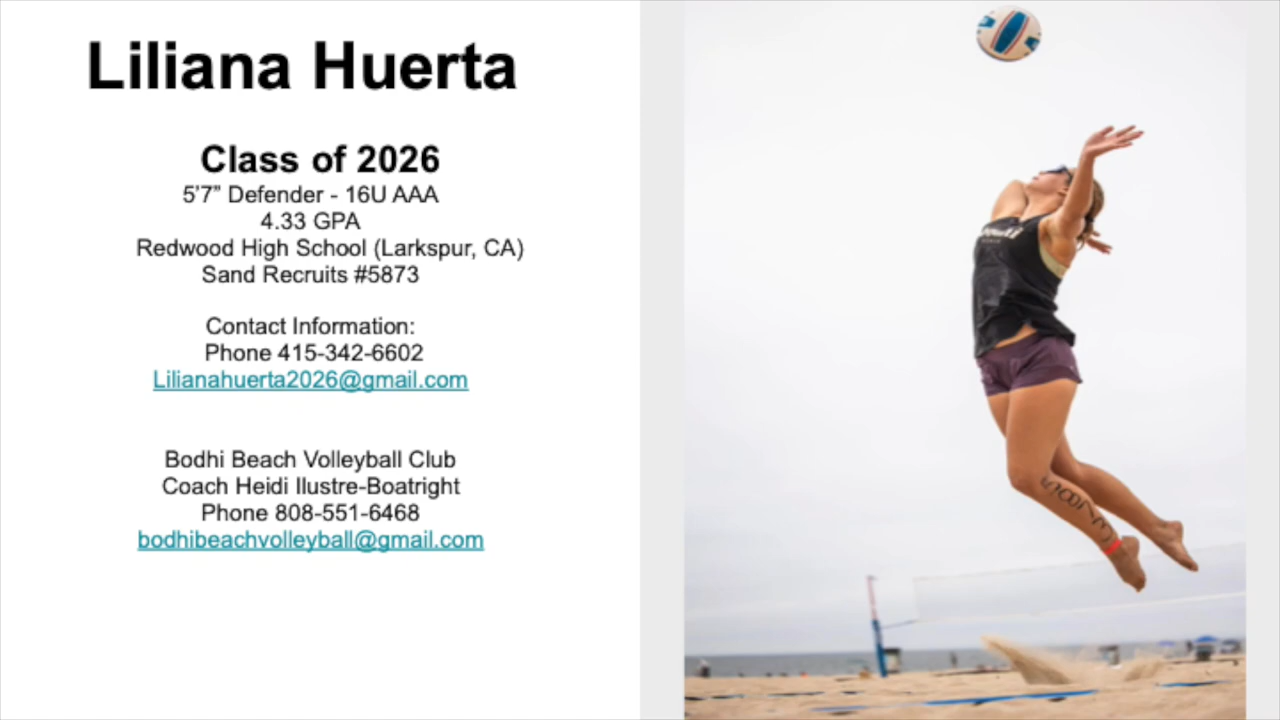 Liliana Huerta
Class of 2026
5'7” Defender - 16U AAA
4.33 GPA
Redwood High School (Larkspur, CA)
Sand Recruits #5873
Contact Information:
Phone 415-342-6602
Lilianahuerta2026@gmail.com
Bodhi Beach Volleyball Club
Coach Heidi Ilustre-Boatright
Phone 808-551-6468
bodhibeachvolleyball@gmail.com